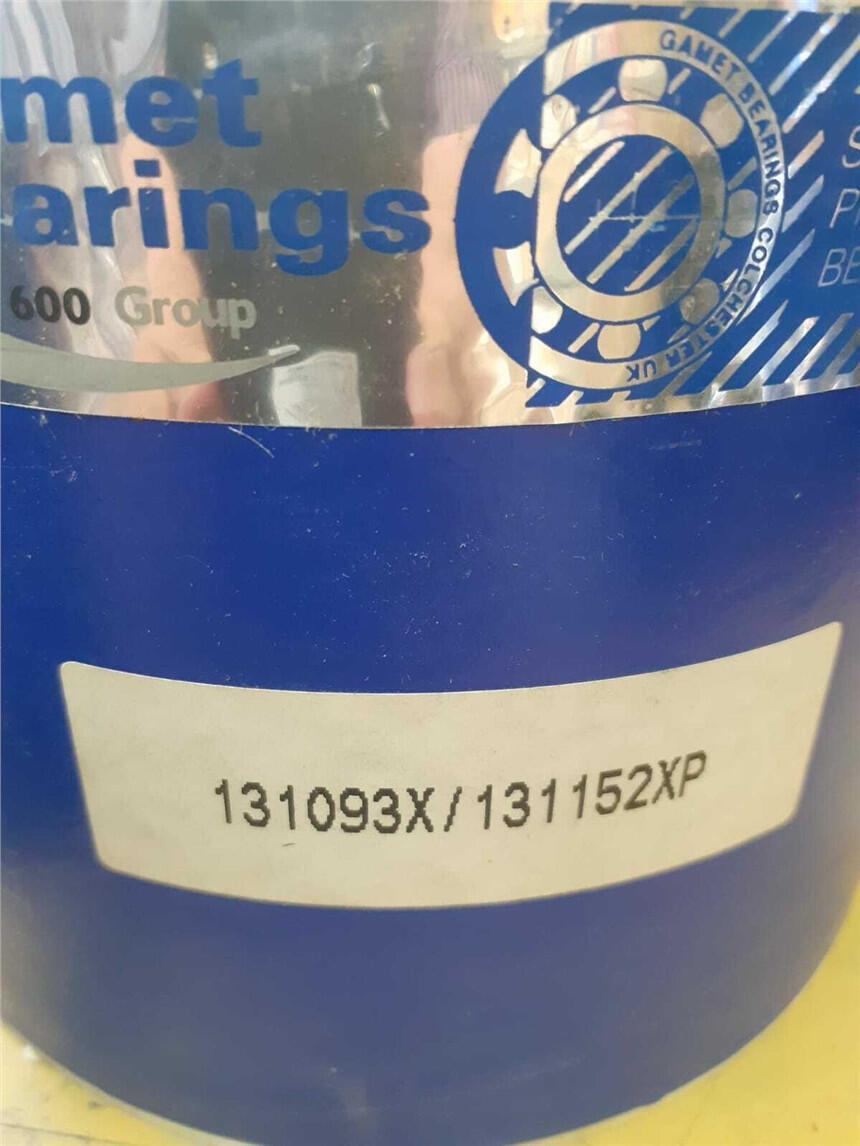 met
arings
600 Group
GAMET BEARINGS COLCHESTER UK
131093X/131152XP